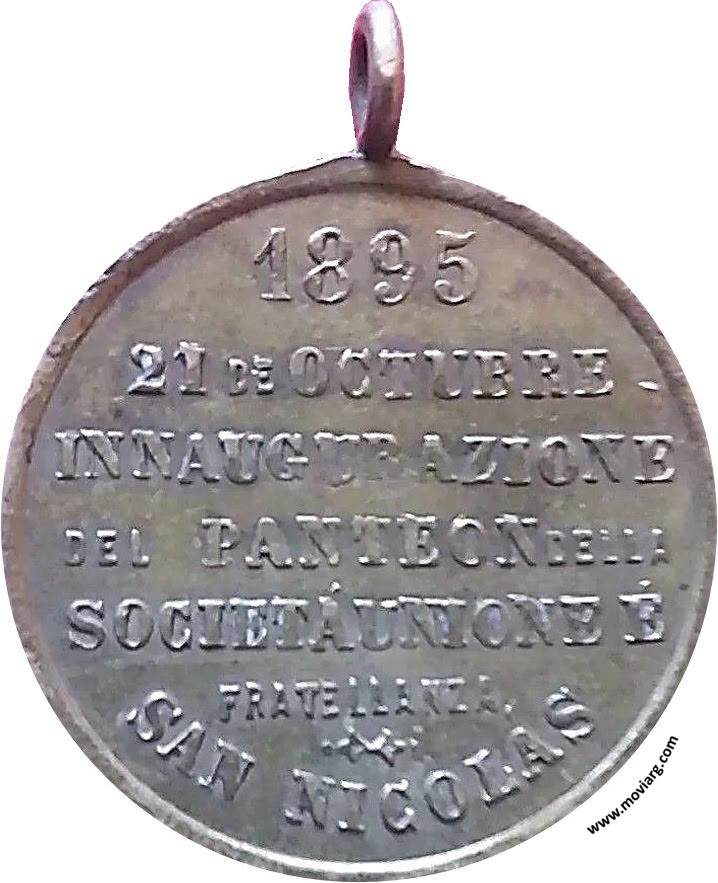 1895
21 DE OCTUBRE
INNAUGURAZIONE
DEL PANTEON DELLA
SOCIETÁ UNIONE É
FRATELLANZA
SAN NICOLAS
www.moviarg.com